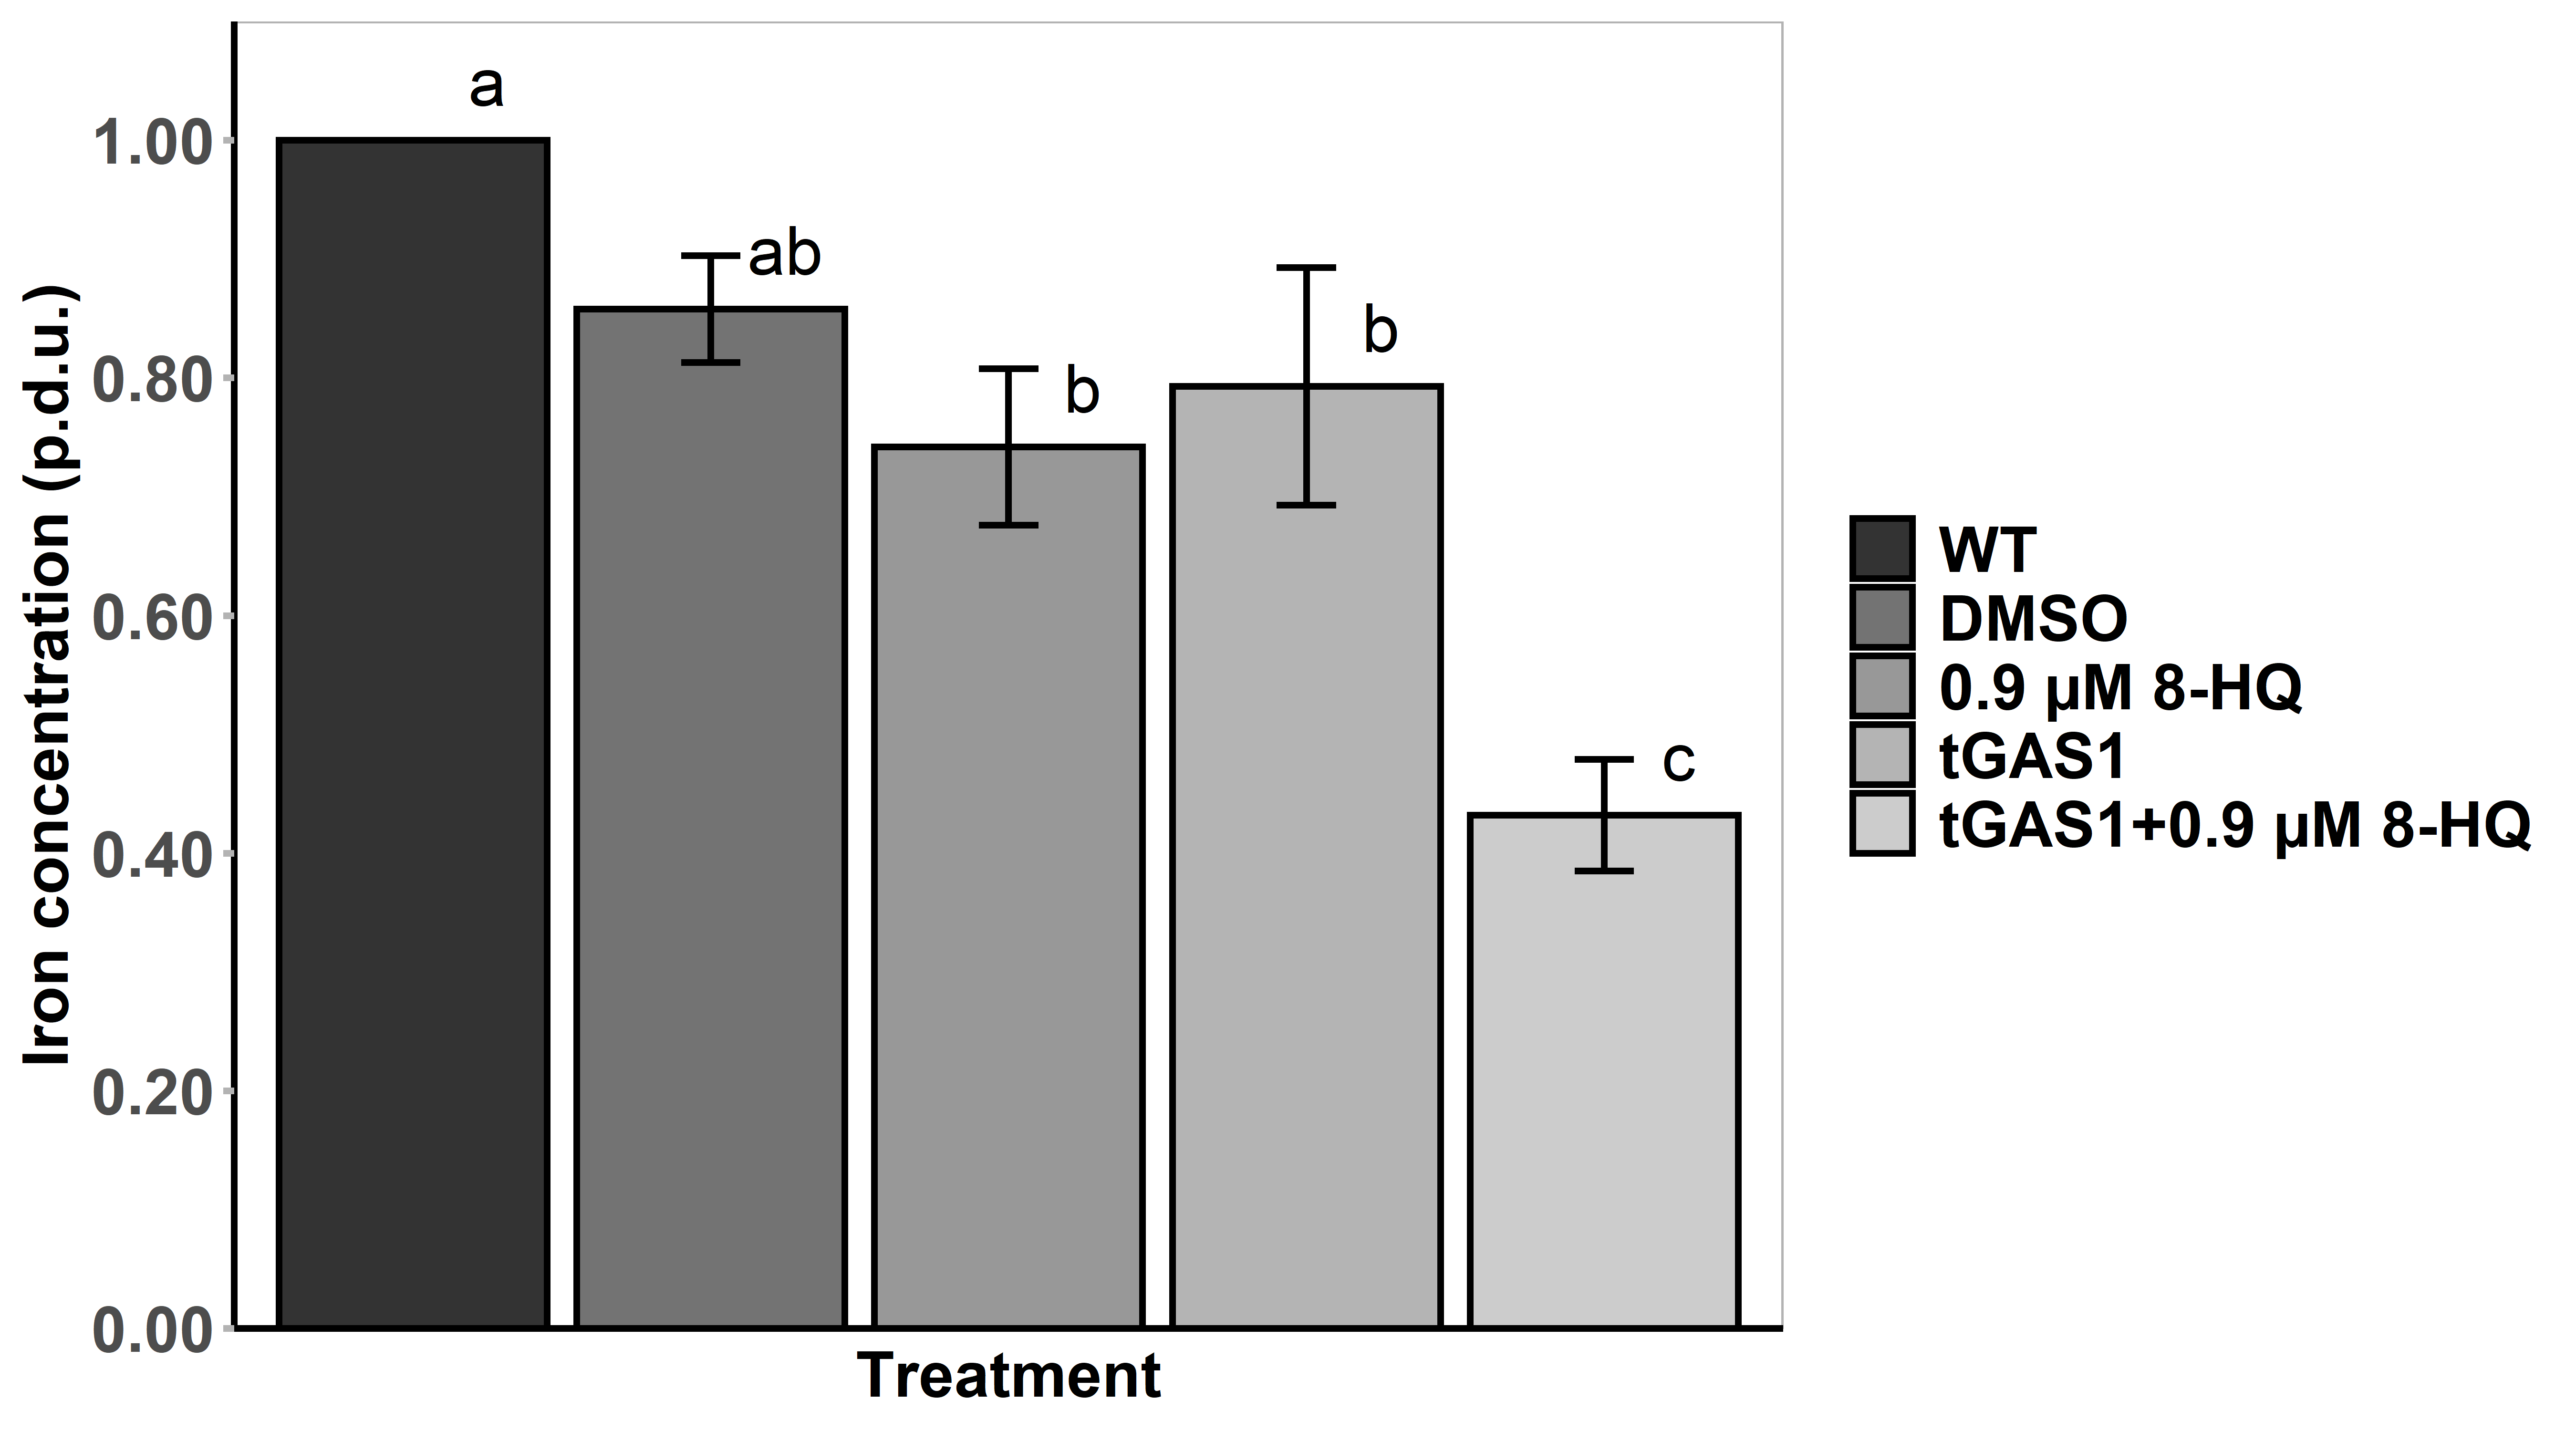 Iron concentration (p.d.u.)
1.00
0.80
0.60
0.40
0.20
0.00
a
ab
b
b
c
Treatment
WT
DMSO
0.9 µM 8-HQ
tGAS1
tGAS1+0.9 µM 8-HQ